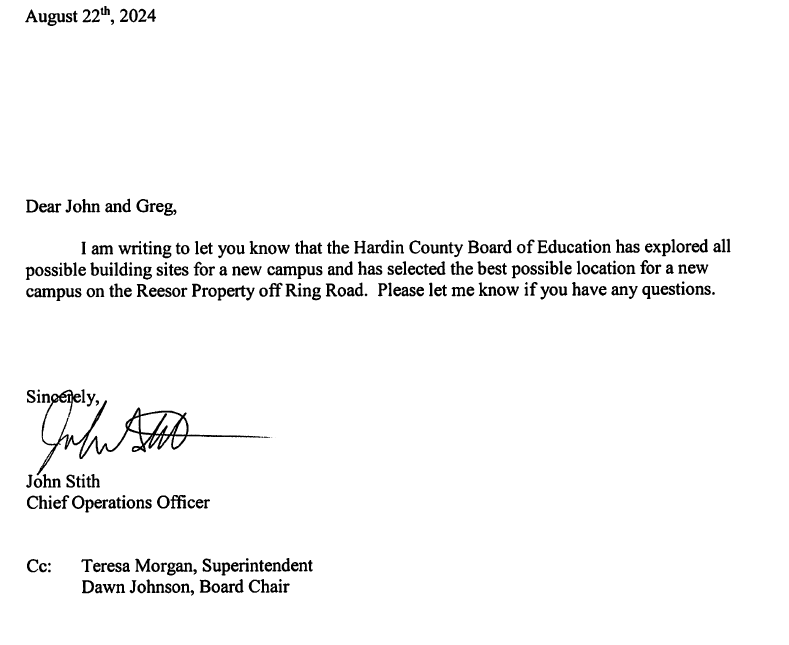 August 22th, 2024
Dear John and Greg,
I am writing to let you know that the Hardin County Board of Education has explored all
possible building sites for a new campus and has selected the best possible location for a new
campus on the Reesor Property off Ring Road. Please let me know if you have any questions.
Sincerely,
John Stith
John Stith
Chief Operations Officer
Cc: Teresa Morgan, Superintendent
Dawn Johnson, Board Chair